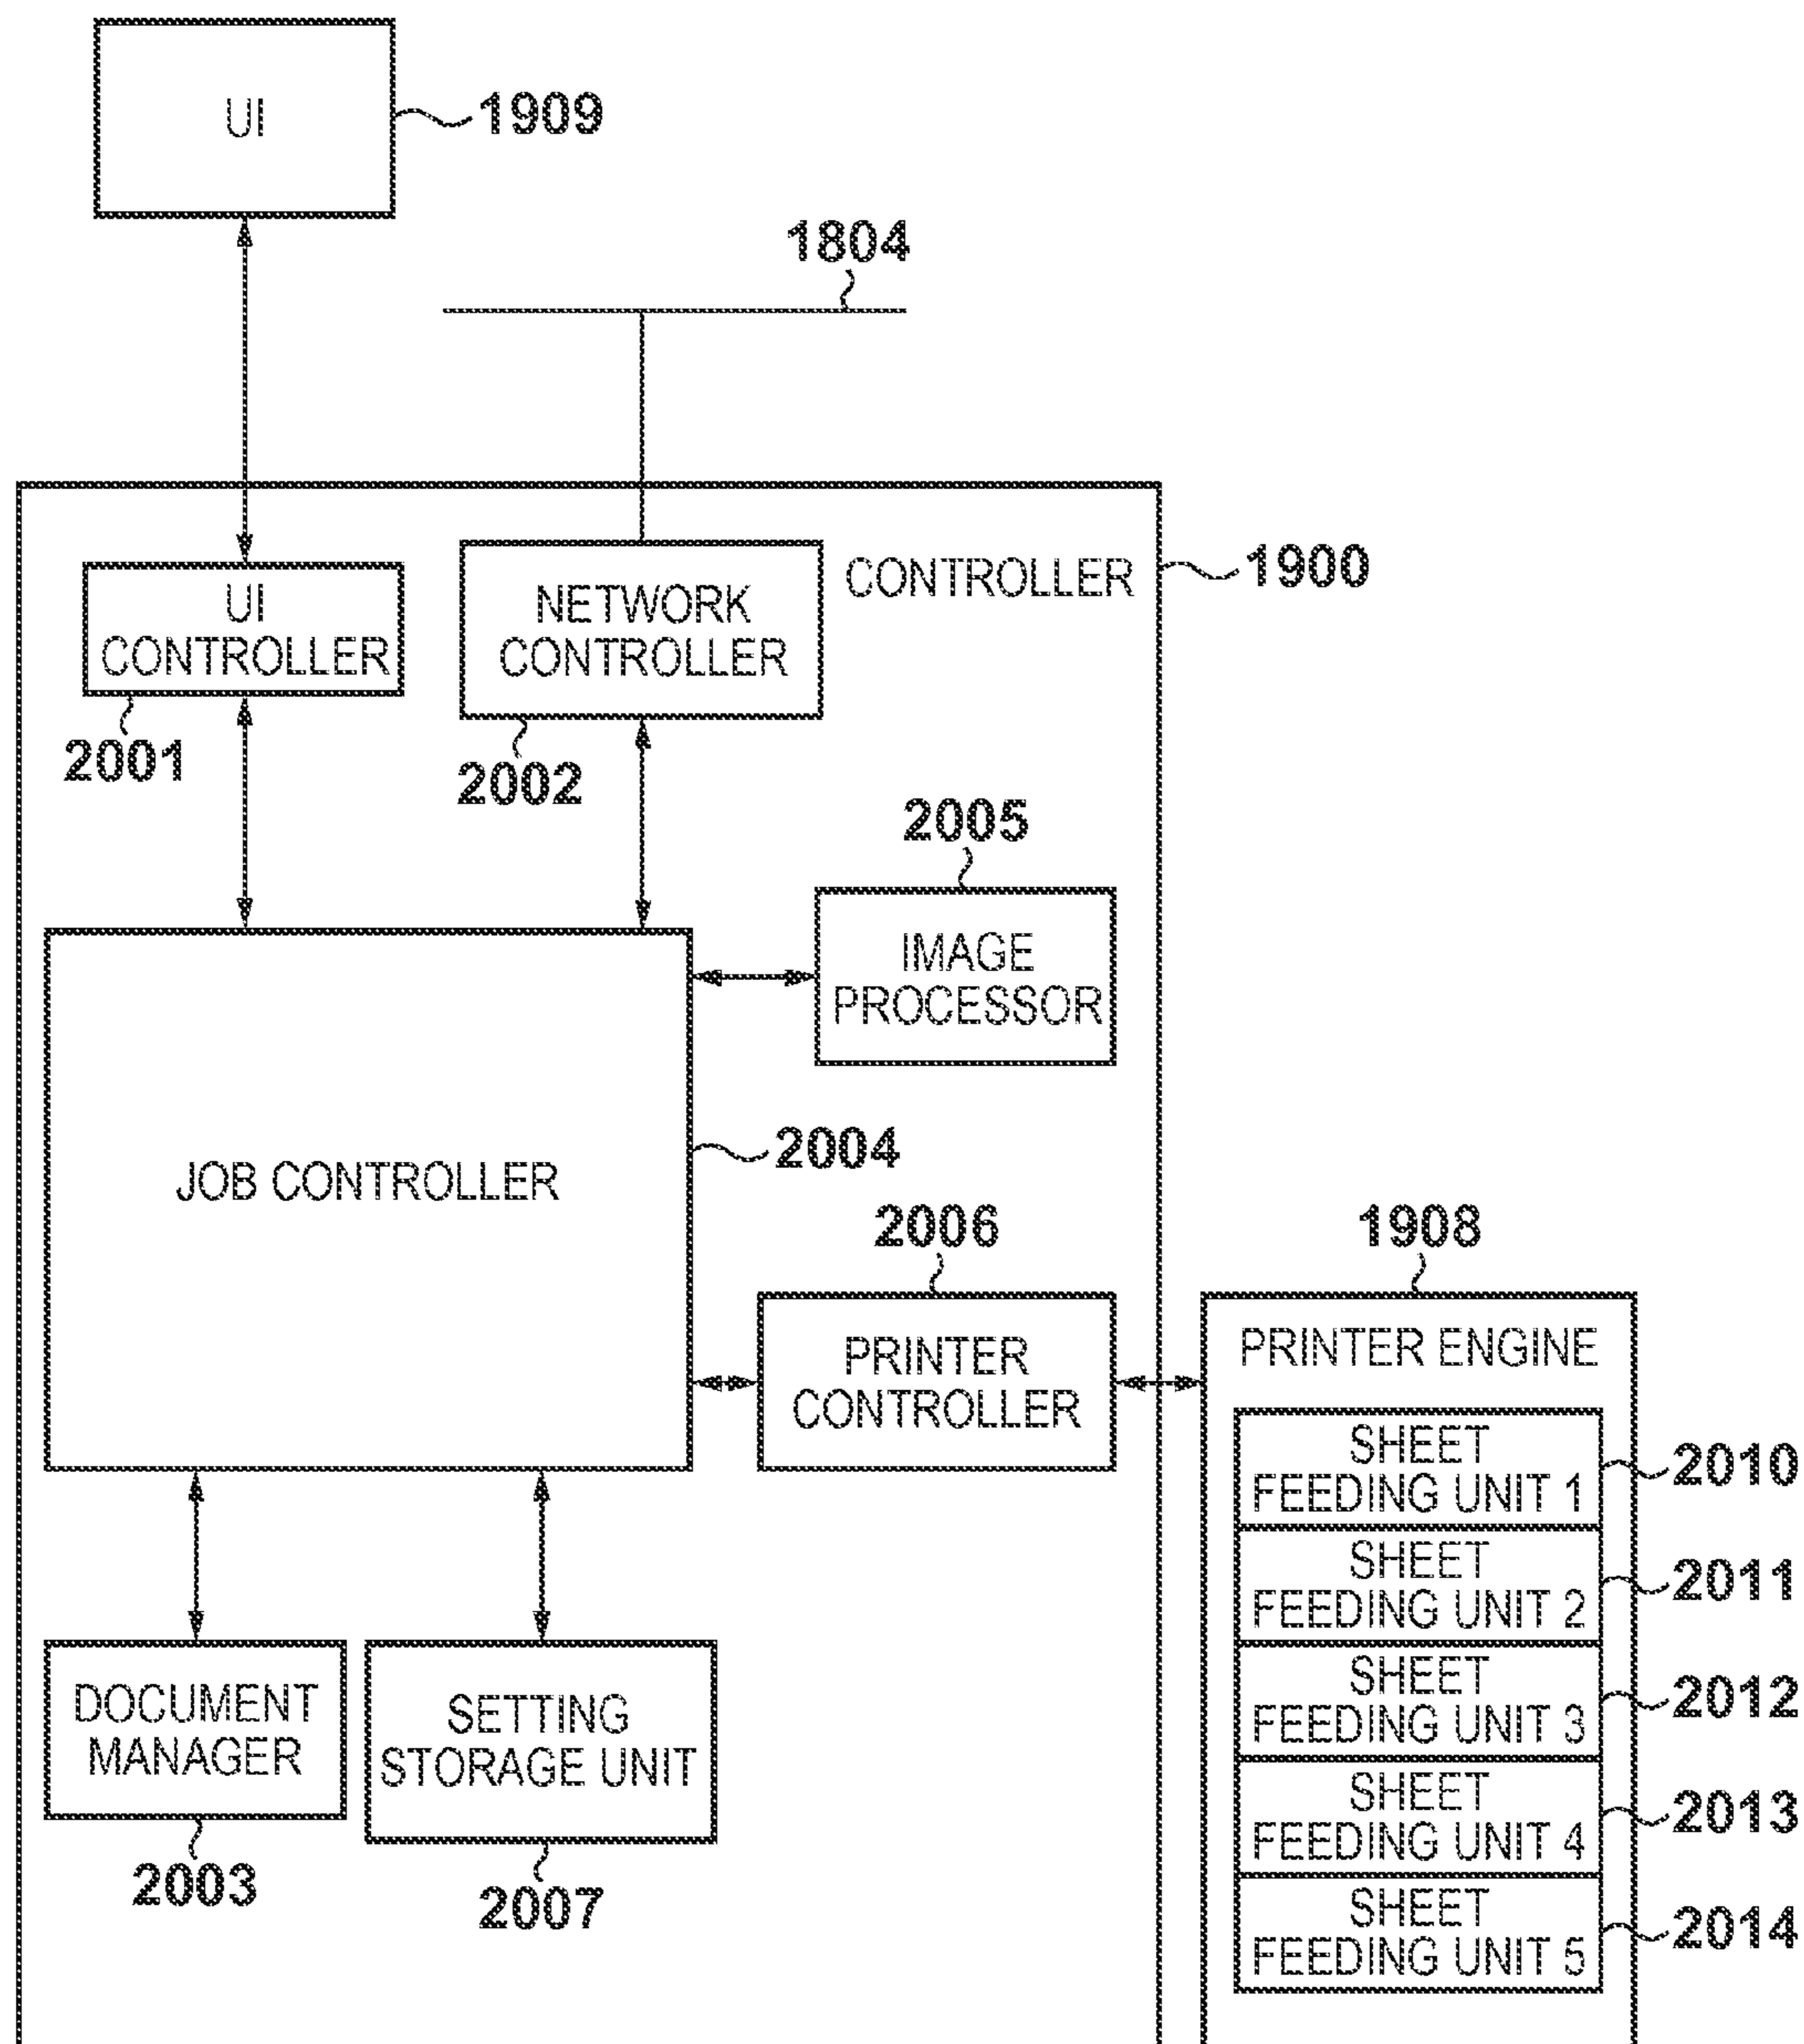 UI
1909
1804
CONTROLLER
1900
UI
CONTROLLER
2001
NETWORK
CONTROLLER
2002
2005
IMAGE
PROCESSOR
JOB CONTROLLER
2004
2006
PRINTER
CONTROLLER
1908
PRINTER ENGINE
SHEET
FEEDING UNIT 1
2010
SHEET
FEEDING UNIT 2
2011
SHEET
FEEDING UNIT 3
2012
SHEET
FEEDING UNIT 4
2013
SHEET
FEEDING UNIT 5
2014
DOCUMENT
MANAGER
2003
SETTING
STORAGE UNIT
2007